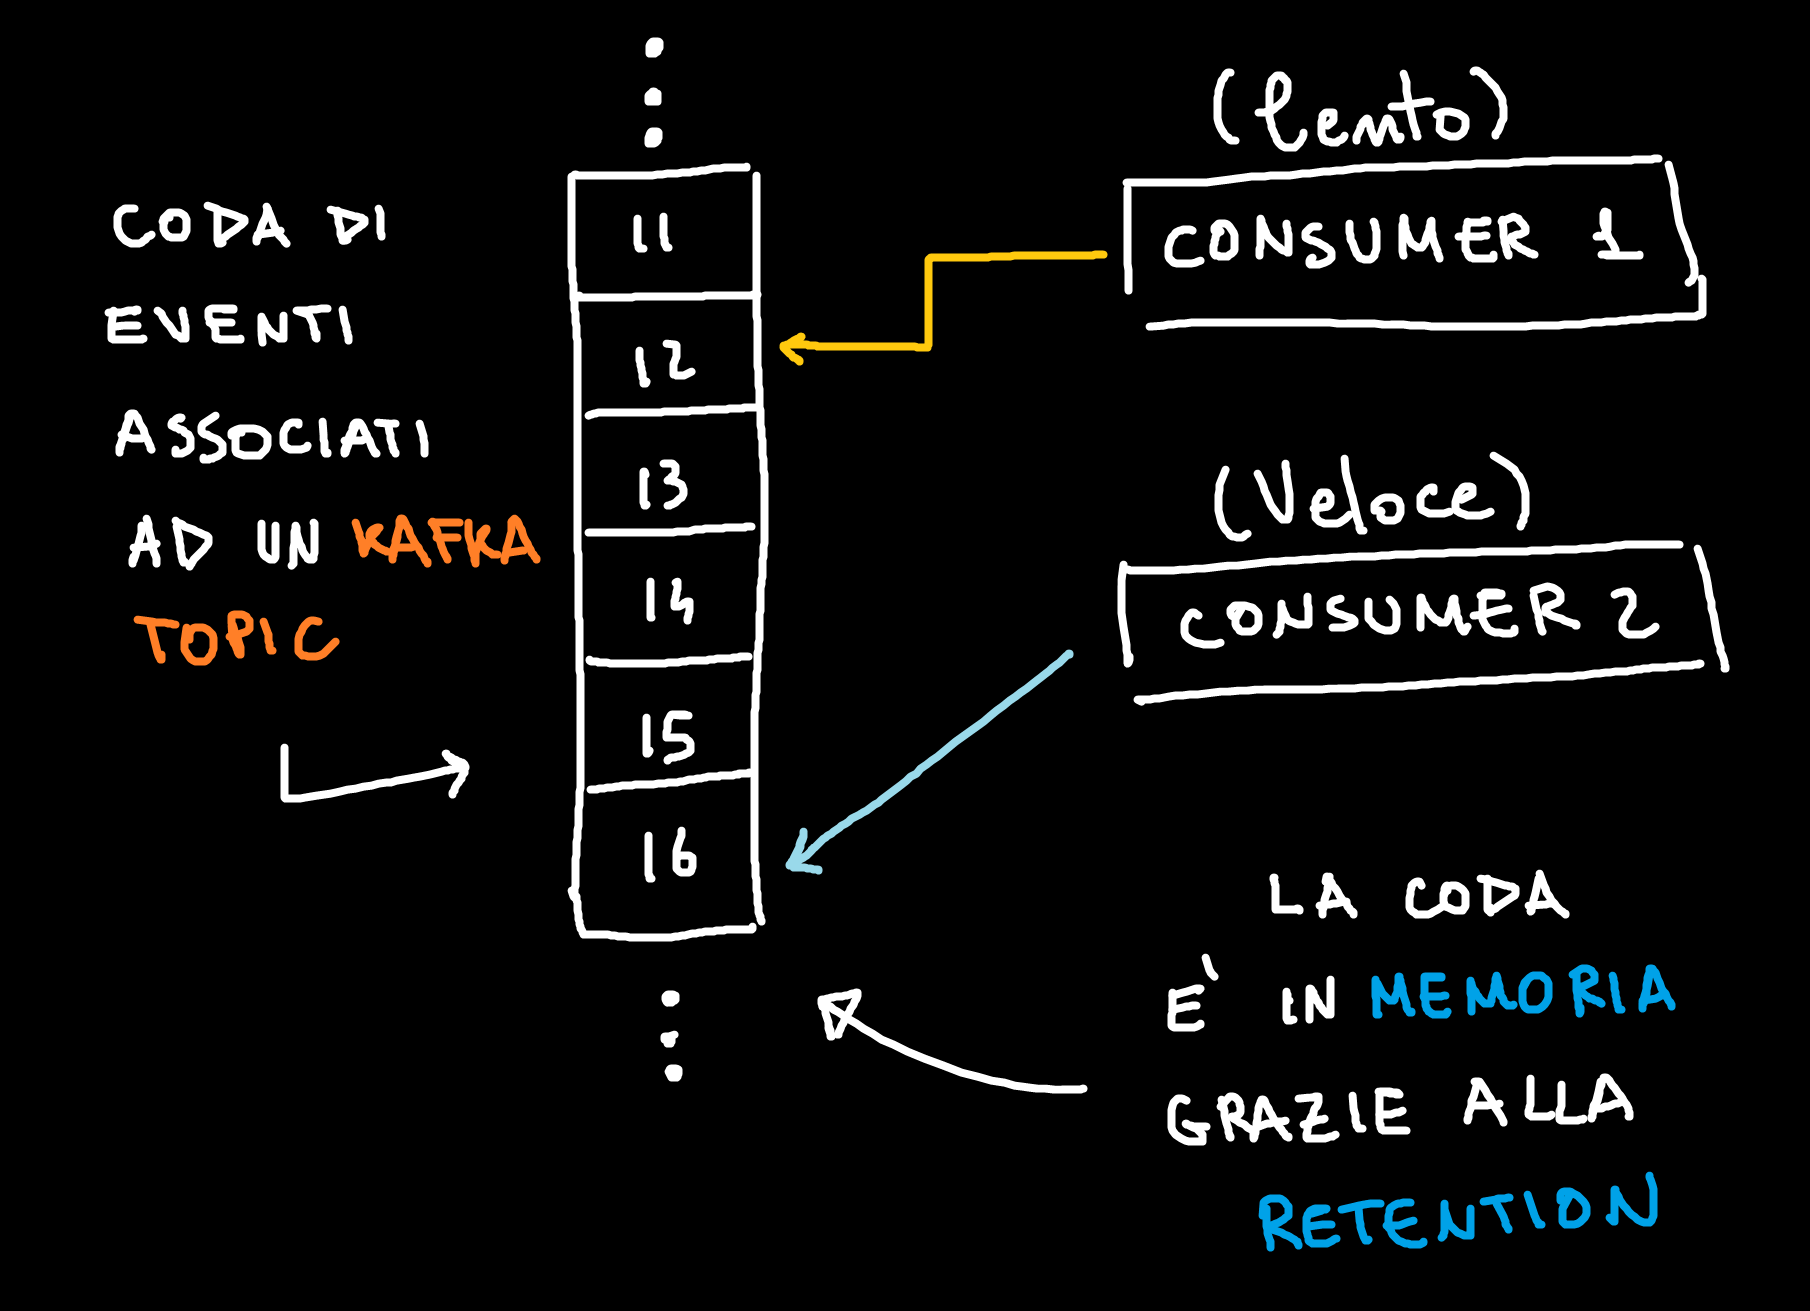 CODA DI
EVENTI
ASSOCIATI
AD UN KAFKA
TOPIC
11
12
13
14
15
16
(lento)
CONSUMER 1
(Veloce)
CONSUMER 2
LA CODA
E' IN MEMORIA
GRAZIE ALLA
RETENTION